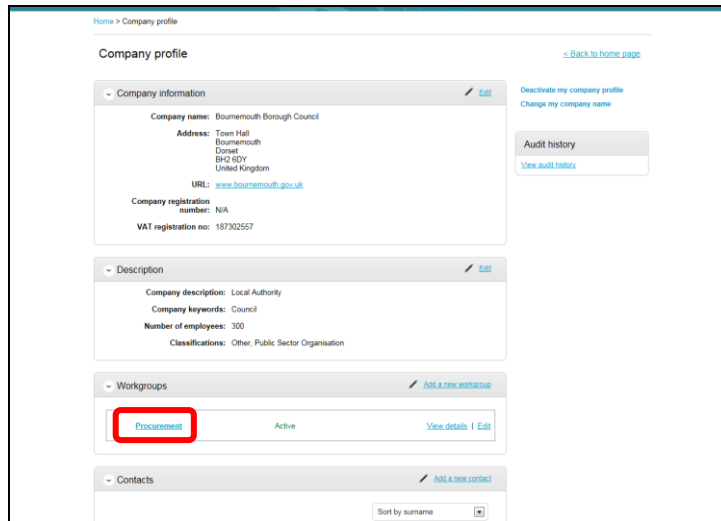 Home > Company profile
Company profile
< Back to home page
Company information
Edit
Deactivate my company profile
Change my company name
Company name: Bournemouth Borough Council
Address: Town Hall
Bournemouth
Dorset
BH2 6DY
United Kingdom
Audit history
View audit history
URL: www.bournemouth.gov.uk
Company registration
number: N/A
VAT registration no: 187302557
Description
Edit
Company description: Local Authority
Company keywords: Council
Number of employees: 300
Classifications: Other, Public Sector Organisation
Workgroups
Add a new workgroup
Procurement Active View details | Edit
Contacts
Add a new contact
Sort by surname